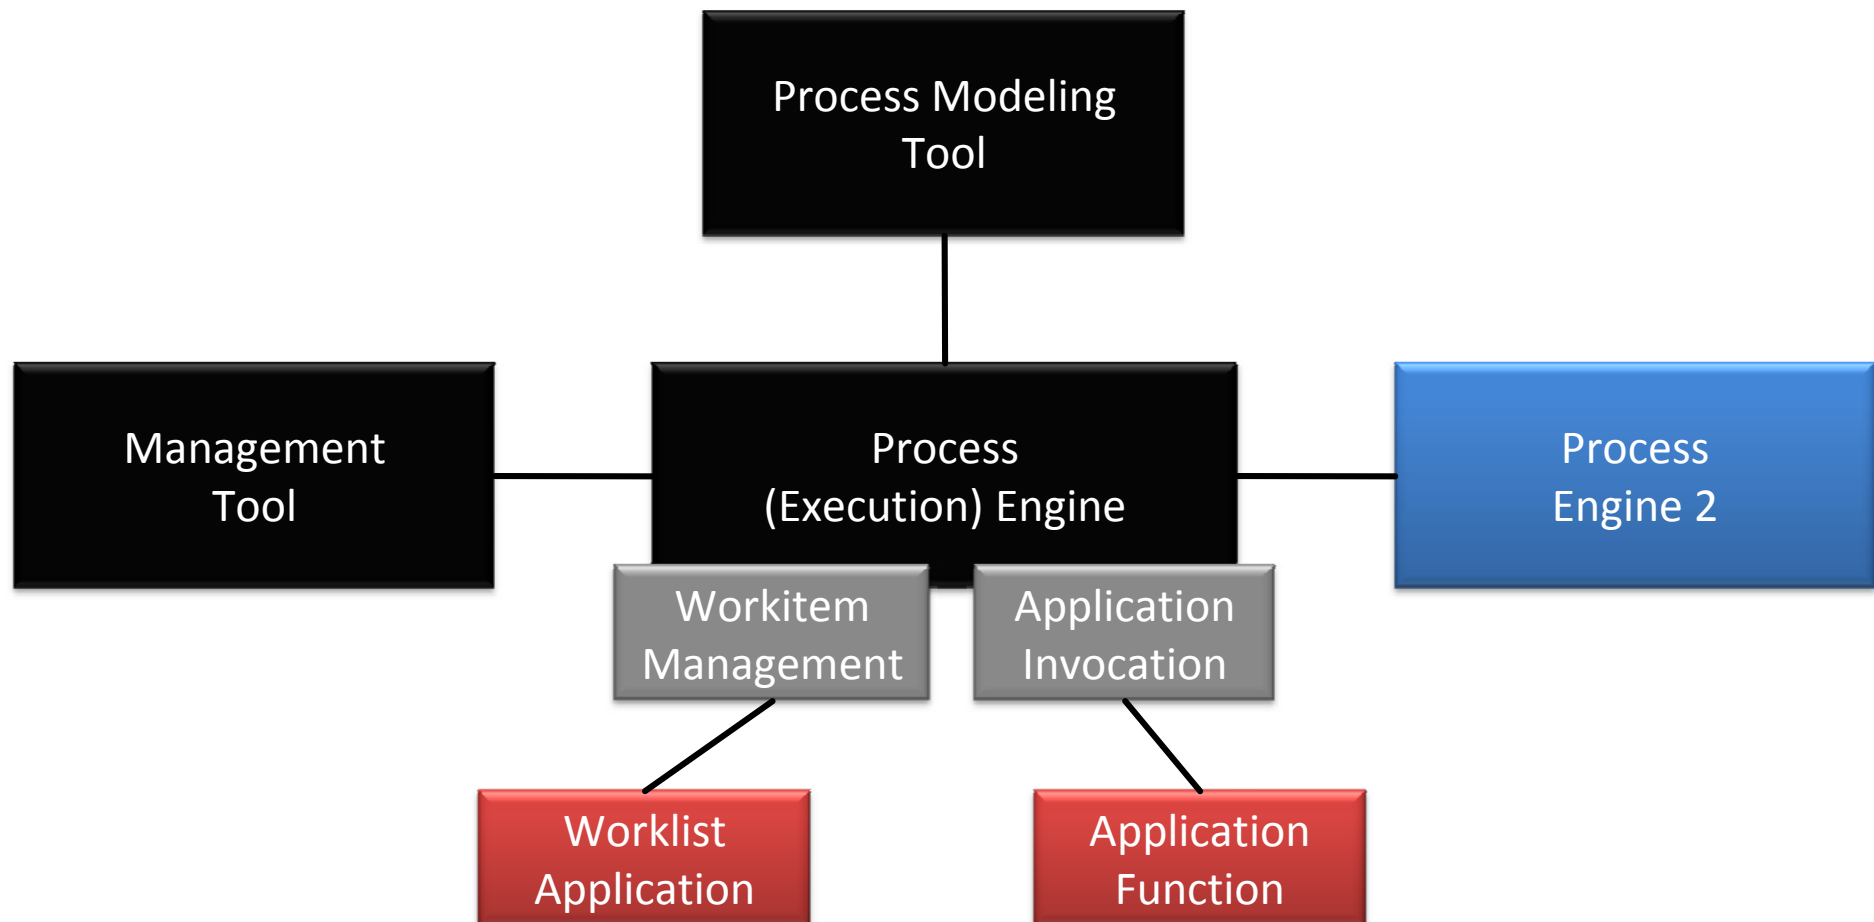 Process Modeling
Tool
Management
Tool
Process
(Execution) Engine
Process
Engine 2
Workitem
Management
Application
Invocation
Worklist
Application
Application
Function